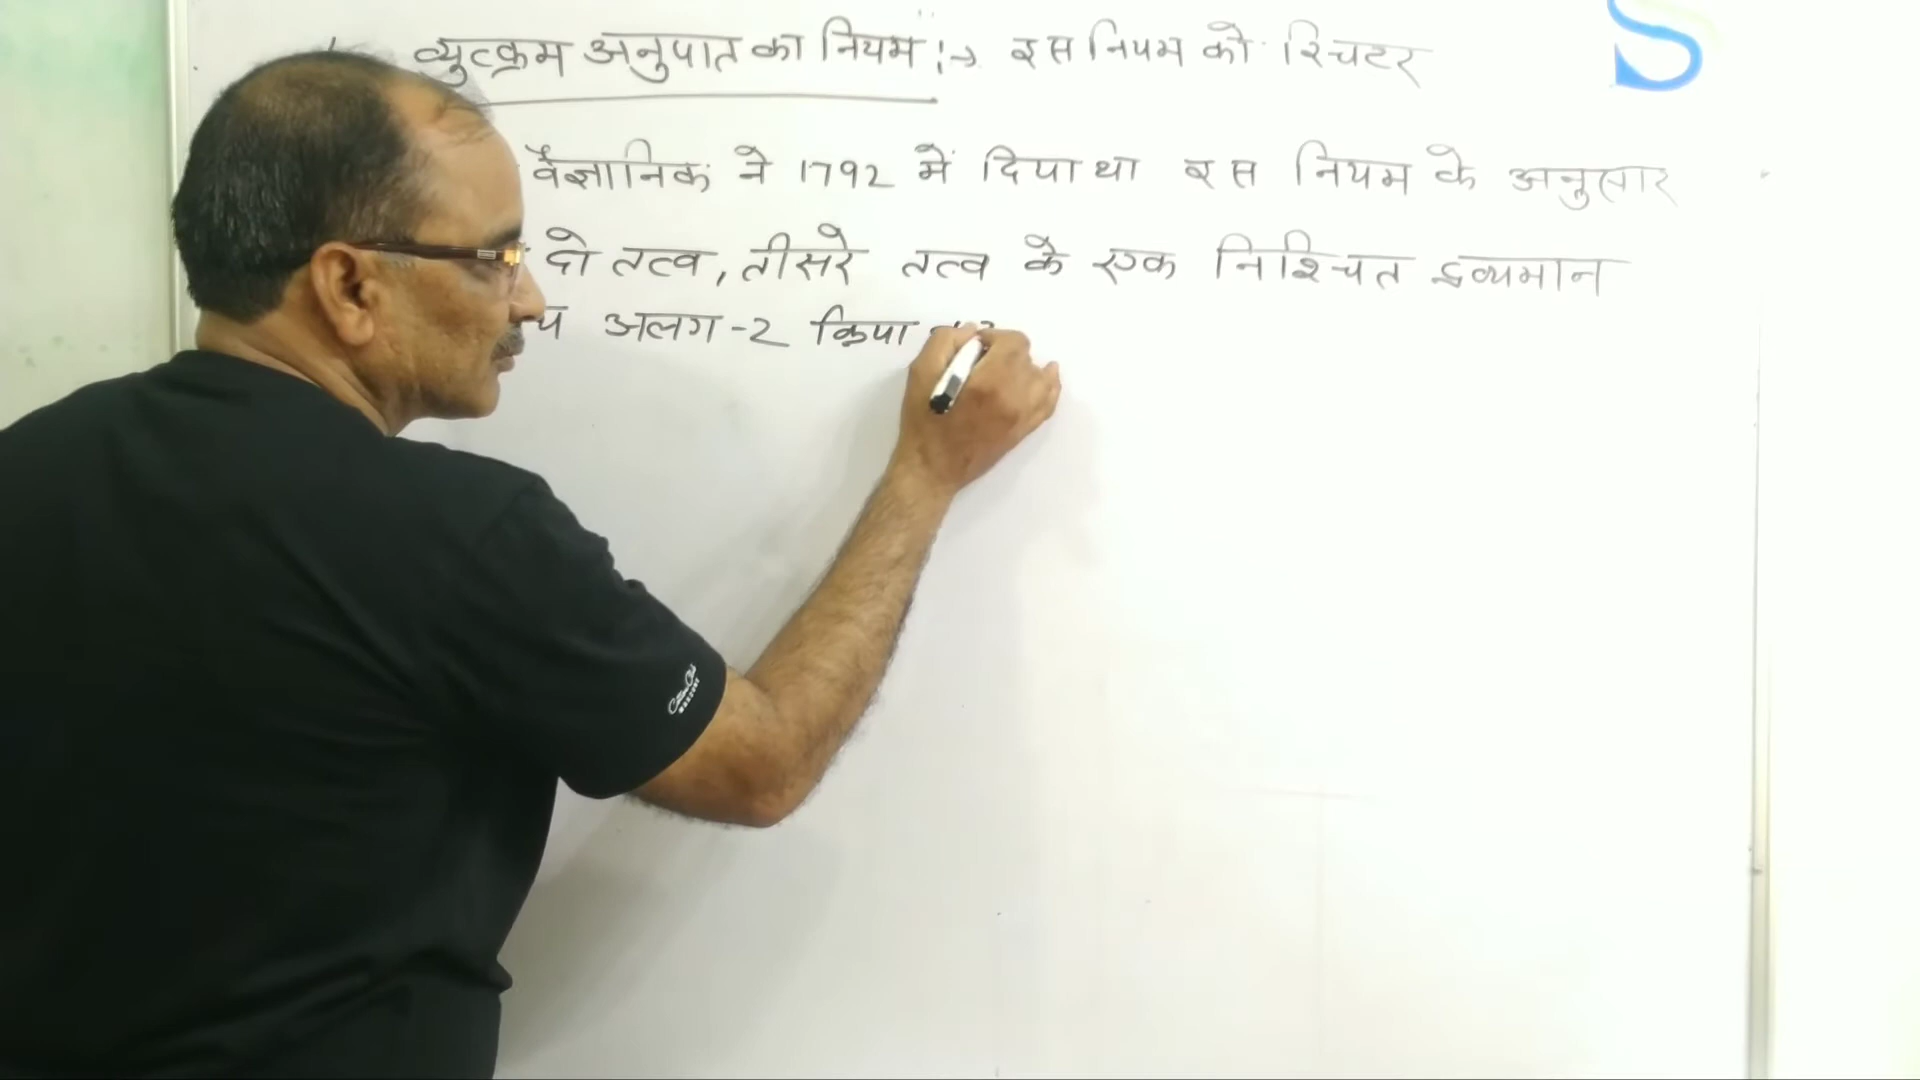 व्युत्क्रम अनुपात का नियम :→ इस नियम को रिचटर
वैज्ञानिक ने 1792 में दिया था इस नियम के अनुसार
दो तत्व, तीसरे तत्व के एक निश्चित द्रव्यमान
अलग-2 क्रिया